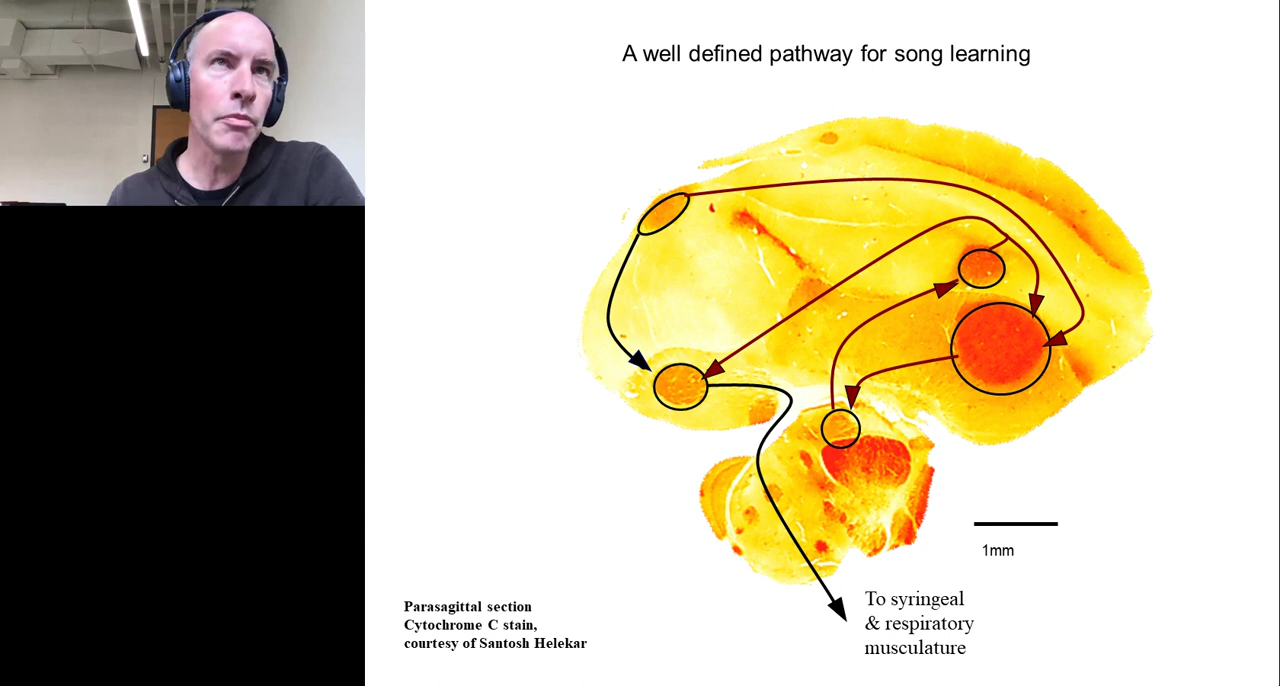 A well defined pathway for song learning
1mm
To syringeal
& respiratory
musculature
Parasagittal section
Cytochrome C stain,
courtesy of Santosh Helekar